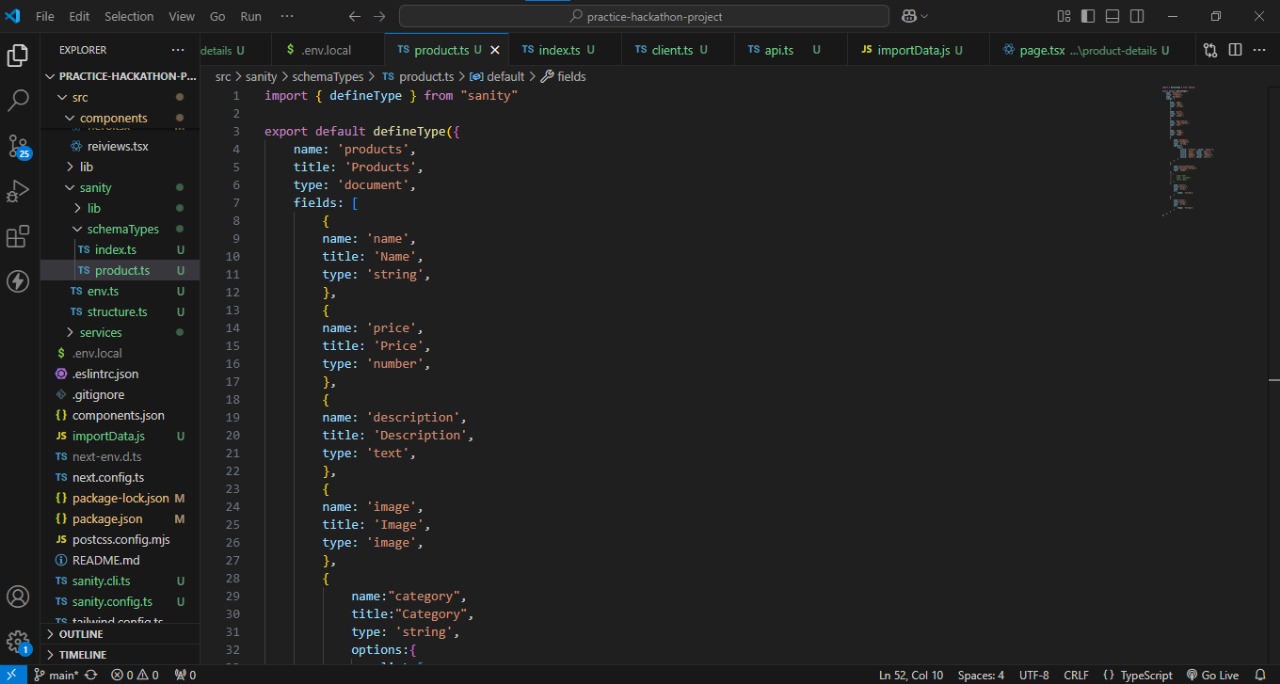 File Edit Selection View Go Run ··· practice-hackathon-project
EXPLORER ···
details U $ .env.local TS product.ts U TS index.ts U TS client.ts U TS api.ts U JS importData.js U page.tsx ...\product-details U ···
PRACTICE-HACKATHON-P...
src > sanity > schemaTypes > TS product.ts > default > fields
src
components
reiviews.tsx
lib
sanity
lib
schemaTypes
TS index.ts U
TS product.ts U
TS env.ts U
TS structure.ts U
services
$ .env.local
.eslintrc.json
.gitignore
{} components.json
JS importData.js U
TS next-env.d.ts
TS next.config.ts
{} package-lock.json M
{} package.json M
JS postcss.config.mjs
README.md
TS sanity.cli.ts U
TS sanity.config.ts U
TS tailwind.config.ts
OUTLINE
TIMELINE
25
1
1 import { defineType } from "sanity"
2
3 export default defineType({
4 name: 'products',
5 title: 'Products',
6 type: 'document',
7 fields: [
8 {
9 name: 'name',
10 title: 'Name',
11 type: 'string',
12 },
13 {
14 name: 'price',
15 title: 'Price',
16 type: 'number',
17 },
18 {
19 name: 'description',
20 title: 'Description',
21 type: 'text',
22 },
23 {
24 name: 'image',
25 title: 'Image',
26 type: 'image',
27 },
28 {
29 name:"category",
30 title:"Category",
31 type: 'string',
32 options:{
main* 0 0 0 Ln 52, Col 10 Spaces: 4 UTF-8 CRLF {} TypeScript Go Live